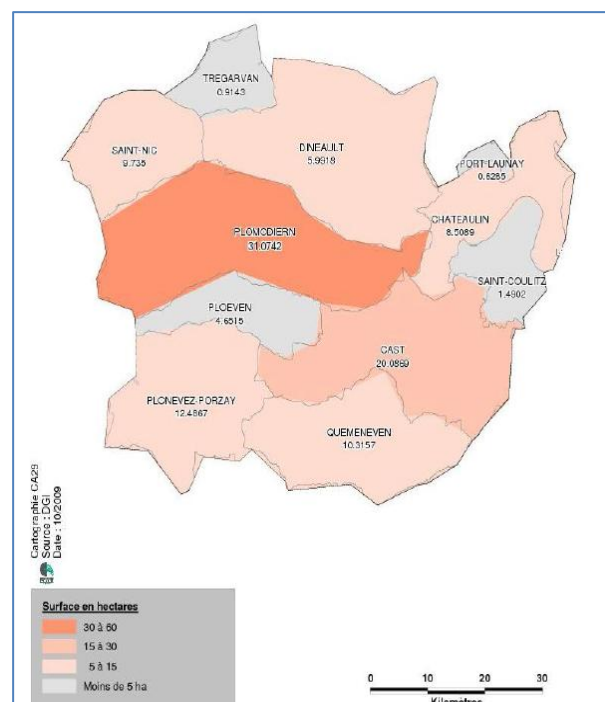 TREGARVAN
0.9143
SAINT-NIC
9.735
DINEAULT
5.9918
PORT-LAUNAY
0.6285
CHATEAULIN
8.5089
PLOMODIERN
31.0742
SAINT-COULITZ
1.4902
PLOEVEN
4.6515
CAST
20.0869
PLONEVEZ-PORZAY
12.4867
QUEMENEVEN
10.3157
Cartographie CA29
Source : DGI
Date : 10/2009
Surface en hectares
30 à 60
15 à 30
5 à 15
Moins de 5 ha
0 10 20 30
Kilomètres